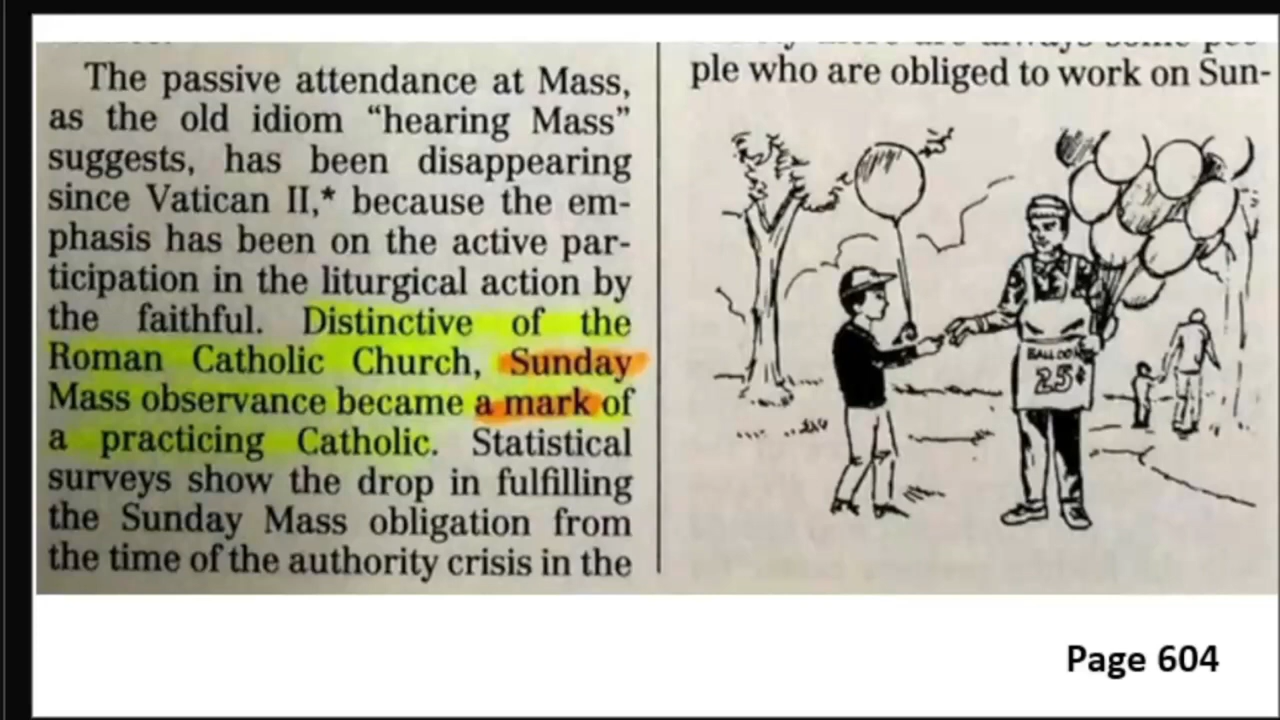 The passive attendance at Mass,
as the old idiom “hearing Mass”
suggests, has been disappearing
since Vatican II,* because the em-
phasis has been on the active par-
ticipation in the liturgical action by
the faithful. Distinctive of the
Roman Catholic Church, Sunday
Mass observance became a mark of
a practicing Catholic. Statistical
surveys show the drop in fulfilling
the Sunday Mass obligation from
the time of the authority crisis in the
ple who are obliged to work on Sun-
BALLOONS
25¢
Page 604